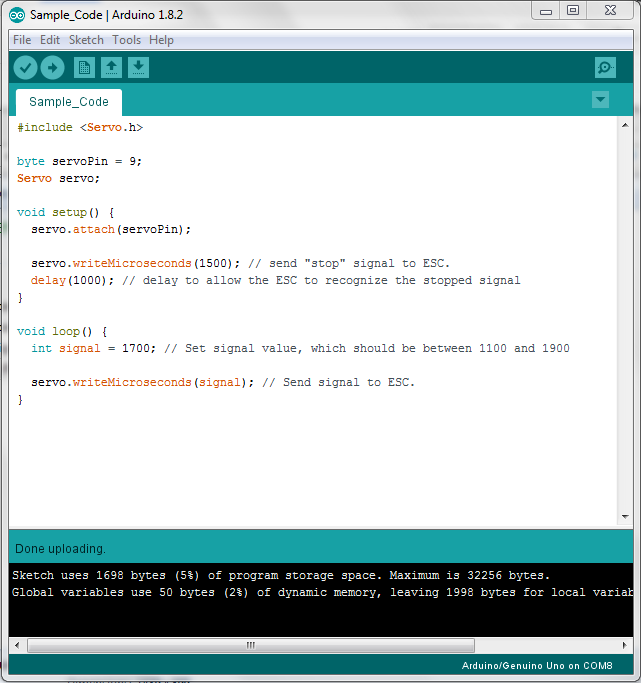 Sample_Code | Arduino 1.8.2
File Edit Sketch Tools Help
Sample_Code
#include <Servo.h>
byte servoPin = 9;
Servo servo;
void setup() {
servo.attach(servoPin);
servo.writeMicroseconds(1500); // send "stop" signal to ESC.
delay(1000); // delay to allow the ESC to recognize the stopped signal
}
void loop() {
int signal = 1700; // Set signal value, which should be between 1100 and 1900
servo.writeMicroseconds(signal); // Send signal to ESC.
}
Done uploading.
Sketch uses 1698 bytes (5%) of program storage space. Maximum is 32256 bytes.
Global variables use 50 bytes (2%) of dynamic memory, leaving 1998 bytes for local variab
Arduino/Genuino Uno on COM8